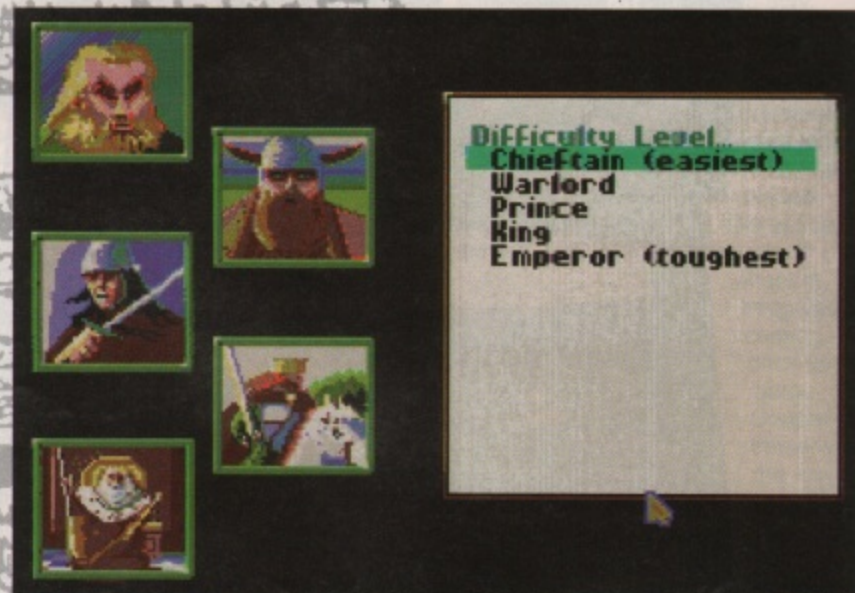 Difficulty Level...
Chieftain (easiest)
Warlord
Prince
King
Emperor (toughest)